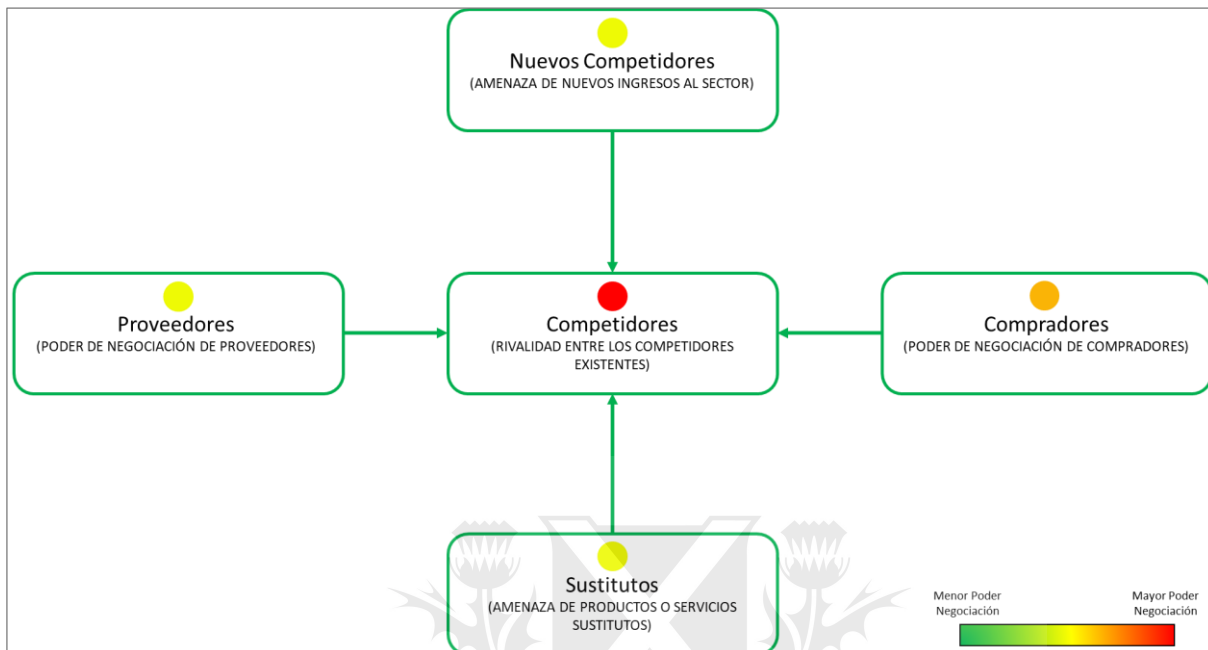 Nuevos Competidores
(AMENAZA DE NUEVOS INGRESOS AL SECTOR)
Proveedores
(PODER DE NEGOCIACIÓN DE PROVEEDORES)
Competidores
(RIVALIDAD ENTRE LOS COMPETIDORES
EXISTENTES)
Compradores
(PODER DE NEGOCIACIÓN DE COMPRADORES)
Sustitutos
(AMENAZA DE PRODUCTOS O SERVICIOS
SUSTITUTOS)
Menor Poder
Negociación
Mayor Poder
Negociación